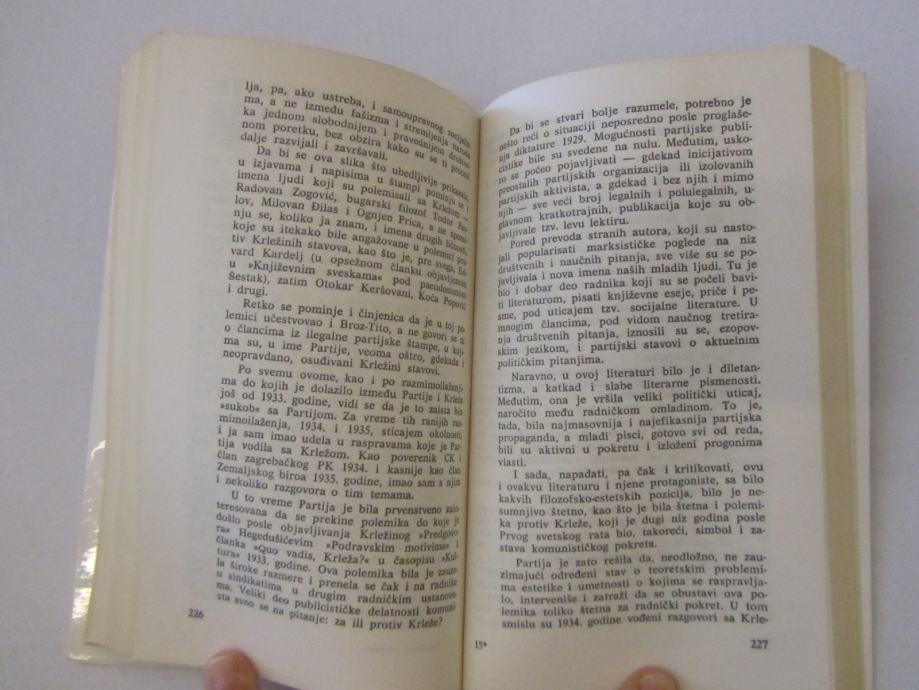 lja, pa, ako ustreba, i samoupravnog socijaliz-
ma, a ne između fašizma i stremljenja naroda
ka jednom slobodnijem i pravednijem društve-
nom poretku, bez obzira kako su se ti procesi
dalje razvijali i završavali.
Da bi se ova slika što ubedljivije prikazala,
u izjavama i napisima u štampi pominju se i
imena ljudi koji su polemisali sa Krležom —
Radovan Zogović, bugarski filozof Todor Pav-
lov, Milovan Đilas i Ognjen Prica, a ne spomi-
nju se, koliko ja znam, i imena drugih ličnosti,
koje su itekako bile angažovane u polemici pro-
tiv Krležinih stavova, kao što je, pre svega, Ed-
vard Kardelj (u opsežnom članku objavljenom
u »Književnim sveskama« pod pseudonimom
Šestak), zatim Otokar Keršovani, Koča Popović
i drugi.
Retko se pominje i činjenica da je u toj po-
lemici učestvovao i Broz-Tito, a ne govori se ni
o člancima iz ilegalne partijske štampe, u koji-
ma su, u ime Partije, veoma oštro, gdekada i
neopravdano, osuđivani Krležini stavovi.
Po svemu ovome, kao i po razmimoilaženji-
ma do kojih je dolazilo između Partije i Krleže
još od 1933. godine, vidi se da je to zaista bio
»sukob« sa Partijom. Za vreme tih ranijih raz-
mimoilaženja, 1934. i 1935, sticajem okolnosti,
i ja sam imao udela u raspravama koje je Par-
tija vodila sa Krležom. Kao poverenik CK i
član zagrebačkog PK 1934. i kasnije kao član
Zemaljskog biroa 1935. godine, imao sam s njim
i nekoliko razgovora o tim temama.
U to vreme Partija je bila prvenstveno zain-
teresovana da se prekine polemika do koje je
došlo posle objavljivanja Krležinog »Predgovo-
ra« Hegedušićevim »Podravskim motivima« i
članka »Quo vadis, Krleža?« u časopisu »Kul-
tura« 1933. godine. Ova polemika bila je zauze-
la široke razmere i prenela se čak i na radnike
u sindikatima u drugim radničkim ustanova-
ma. Veliki deo publicističke delatnosti komuni-
sta sveo se na pitanje: za ili protiv Krleže?
226
Da bi se stvari bolje razumele, potrebno je
nešto reći o situaciji neposredno posle proglaše-
nja diktature 1929. Mogućnosti partijske publi-
cistike bile su svedene na nulu. Međutim, usko-
ro se počeo pojavljivati — gdekad inicijativom
preostalih partijskih organizacija ili izolovanih
partijskih aktivista, a gdekad i bez njih i mimo
njih — sve veći broj legalnih i polulegalnih, u-
glavnom kratkotrajnih, publikacija koje su ob-
javljivale tzv. levu lektiru.
Pored prevoda stranih autora, koji su nasto-
jali popularisati marksističke poglede na niz
društvenih i naučnih pitanja, sve više su se po-
javljivala i nova imena naših mladih ljudi. Tu je
bio i dobar deo radnika koji su se počeli bavi-
ti literaturom, pisati književne eseje, priče i pe-
sme, pod uticajem tzv. socijalne literature. U
mnogim člancima, pod vidom naučnog tretira-
nja društvenih pitanja, iznosili su se, ezopov-
skim jezikom, i partijski stavovi o aktuelnim
političkim pitanjima.
Naravno, u ovoj literaturi bilo je i diletan-
tizma, a katkad i slabe literarne pismenosti.
Međutim, ona je vršila veliki politički uticaj,
naročito među radničkom omladinom. To je,
tada, bila najmasovnija i najefikasnija partijska
propaganda, a mladi pisci, gotovo svi od reda,
bili su aktivni u pokretu i izloženi progonima
vlasti.
I sada, napadati, pa čak i kritikovati, ovu
i ovakvu literaturu i njene protagoniste, sa bilo
kakvih filozofsko-estetskih pozicija, bilo je ne-
sumnjivo štetno, kao što je bila štetna i polemi-
ka protiv Krleže, koji je dugi niz godina posle
Prvog svetskog rata bio, takoreći, simbol i za-
stava komunističkog pokreta.
Partija je zato rešila da, neodložno, ne zau-
zimajući određeni stav o teoretskim problemi-
ma estetike i umetnosti o kojima se raspravlja-
lo, interveniše i zatraži da se obustavi ova po-
lemika toliko štetna za radnički pokret. U tom
smislu su 1934. godine vođeni razgovori sa Krle-
15*
227